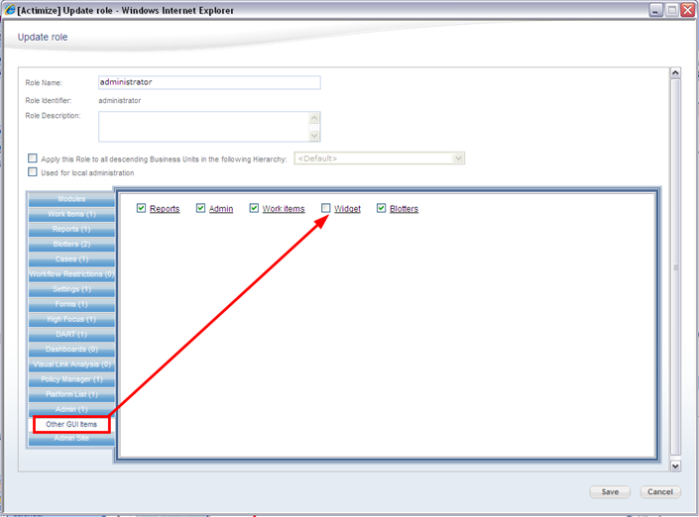 [Actimize] Update role - Windows Internet Explorer
Update role
Role Name: administrator
Role Identifier: administrator
Role Description:
Apply this Role to all descending Business Units in the following Hierarchy: <Default>
Used for local administration
Modules
Work Items (1)
Reports (1)
Blotters (2)
Cases (1)
Workflow Restrictions (0)
Settings (1)
Forms (1)
High Focus (1)
DART (1)
Dashboards (0)
Visual Link Analysis (0)
Policy Manager (1)
Platform List (1)
Admin (1)
Other GUI Items
Admin Site
Reports Admin Work items Widget Blotters
Save Cancel